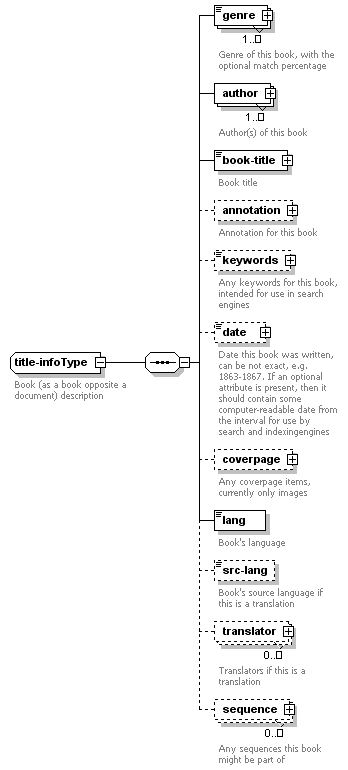 genre
1..∞
Genre of this book, with the
optional match percentage
author
1..∞
Author(s) of this book
book-title
Book title
annotation
Annotation for this book
keywords
Any keywords for this book,
intended for use in search
engines
date
Date this book was written,
can be not exact, e.g.
1863-1867. If an optional
attribute is present, then it
should contain some
computer-readable date from
the interval for use by
search and indexingengines
title-infoType
Book (as a book opposite a
document) description
coverpage
Any coverpage items,
currently only images
lang
Book's language
src-lang
Book's source language if
this is a translation
translator
0..
Translators if this is a
translation
sequence
0..
Any sequences this book
might be part of